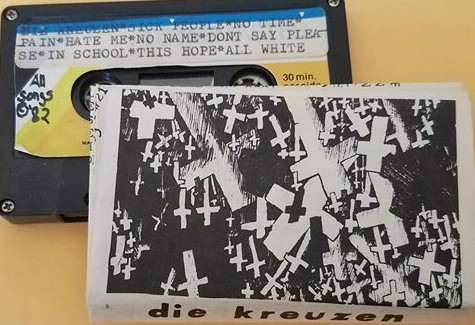 DIE KREUZEN*SICK PEOPLE*NO TIME*
PAIN*HATE ME*NO NAME*DONT SAY PLEA
SE*IN SCHOOL*THIS HOPE*ALL WHITE
All
songs
©'82
30 min.
die kreuzen